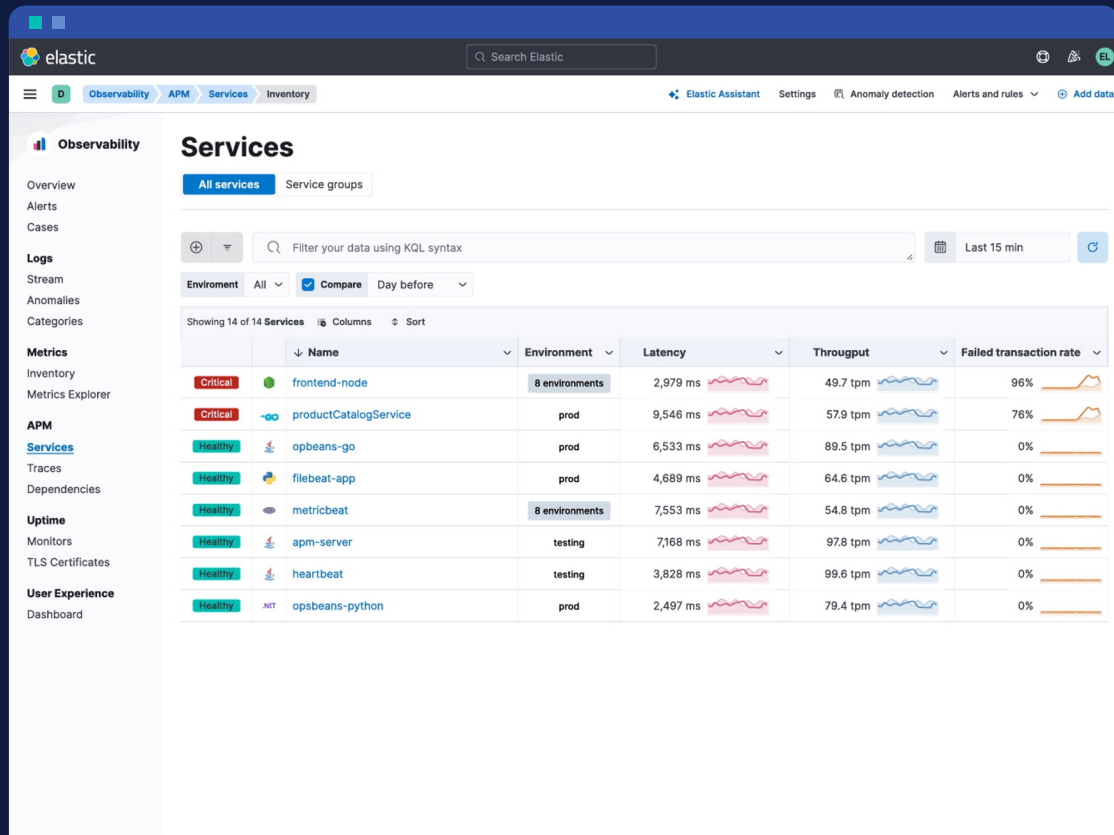 elastic
Search Elastic
EL
D
Observability
APM
Services
Inventory
Elastic Assistant
Settings
Anomaly detection
Alerts and rules
Add data
Observability
Overview
Alerts
Cases
Logs
Stream
Anomalies
Categories
Metrics
Inventory
Metrics Explorer
APM
Services
Traces
Dependencies
Uptime
Monitors
TLS Certificates
User Experience
Dashboard
Services
All services
Service groups
Filter your data using KQL syntax
Last 15 min
Enviroment All
Compare Day before
Showing 14 of 14 Services Columns Sort
Name Environment Latency Througput Failed transaction rate
Critical frontend-node 8 environments 2,979 ms 49.7 tpm 96%
Critical GO productCatalogService prod 9,546 ms 57.9 tpm 76%
Healthy opbeans-go prod 6,533 ms 89.5 tpm 0%
Healthy filebeat-app prod 4,689 ms 64.6 tpm 0%
Healthy metricbeat 8 environments 7,553 ms 54.8 tpm 0%
Healthy apm-server testing 7,168 ms 97.8 tpm 0%
Healthy heartbeat testing 3,828 ms 99.6 tpm 0%
Healthy .NET opsbeans-python prod 2,497 ms 79.4 tpm 0%